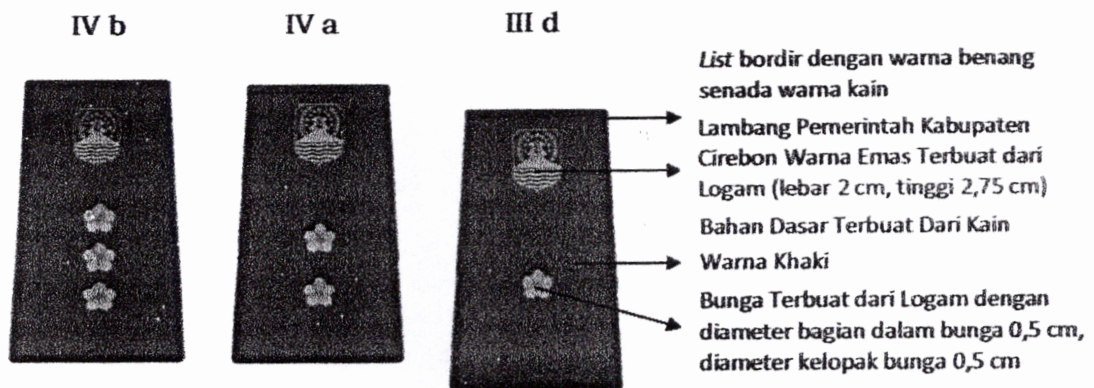 IV b
IV a
III d
List bordir dengan warna benang
senada warna kain
Lambang Pemerintah Kabupaten
Cirebon Warna Emas Terbuat dari
Logam (lebar 2 cm, tinggi 2,75 cm)
Bahan Dasar Terbuat Dari Kain
Warna Khaki
Bunga Terbuat dari Logam dengan
diameter bagian dalam bunga 0,5 cm,
diameter kelopak bunga 0,5 cm